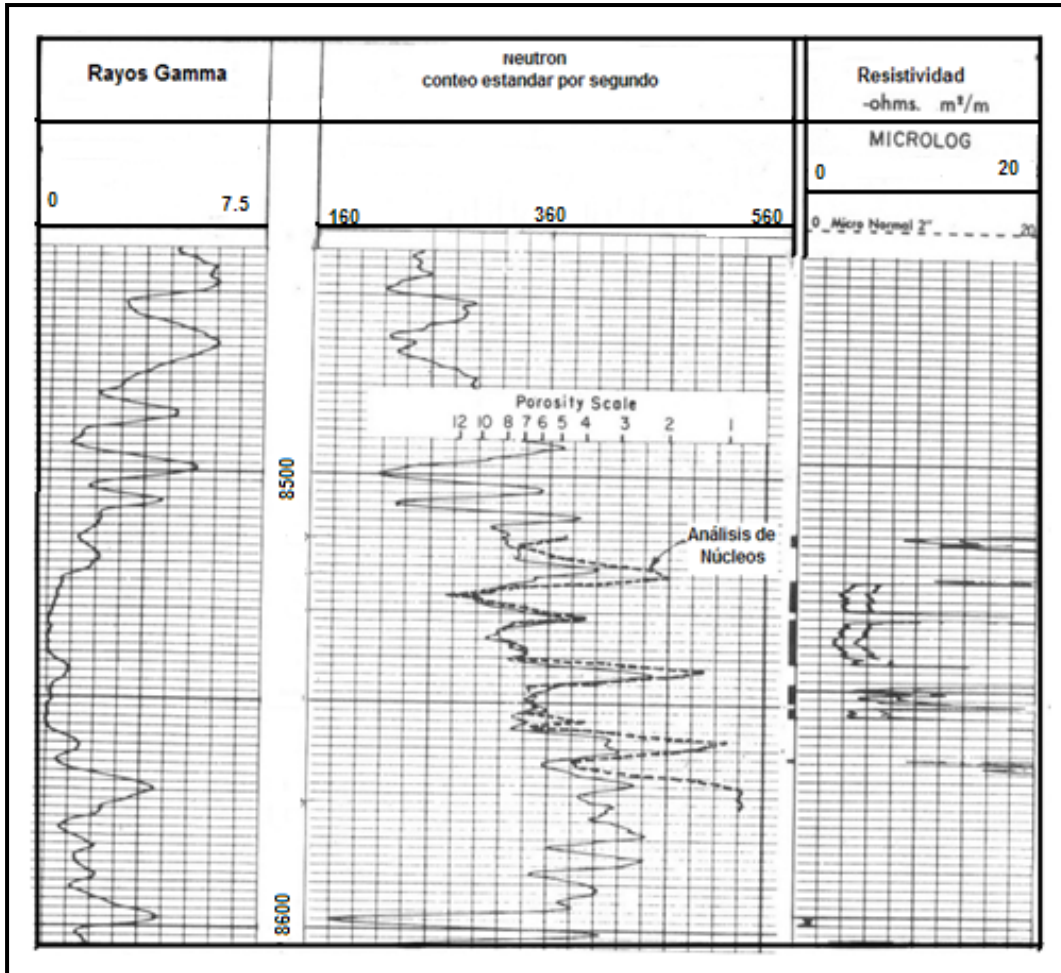 Rayos Gamma
Neutron
conteo estandar por segundo
Resistividad
-ohms. m²/m
MICROLOG
0 20
0 7.5
160 360 560
0 Micro Normal 2" 20
Porosity Scale
12 10 8 7 6 5 4 3 2 1
8500
Análisis de
Núcleos
8600